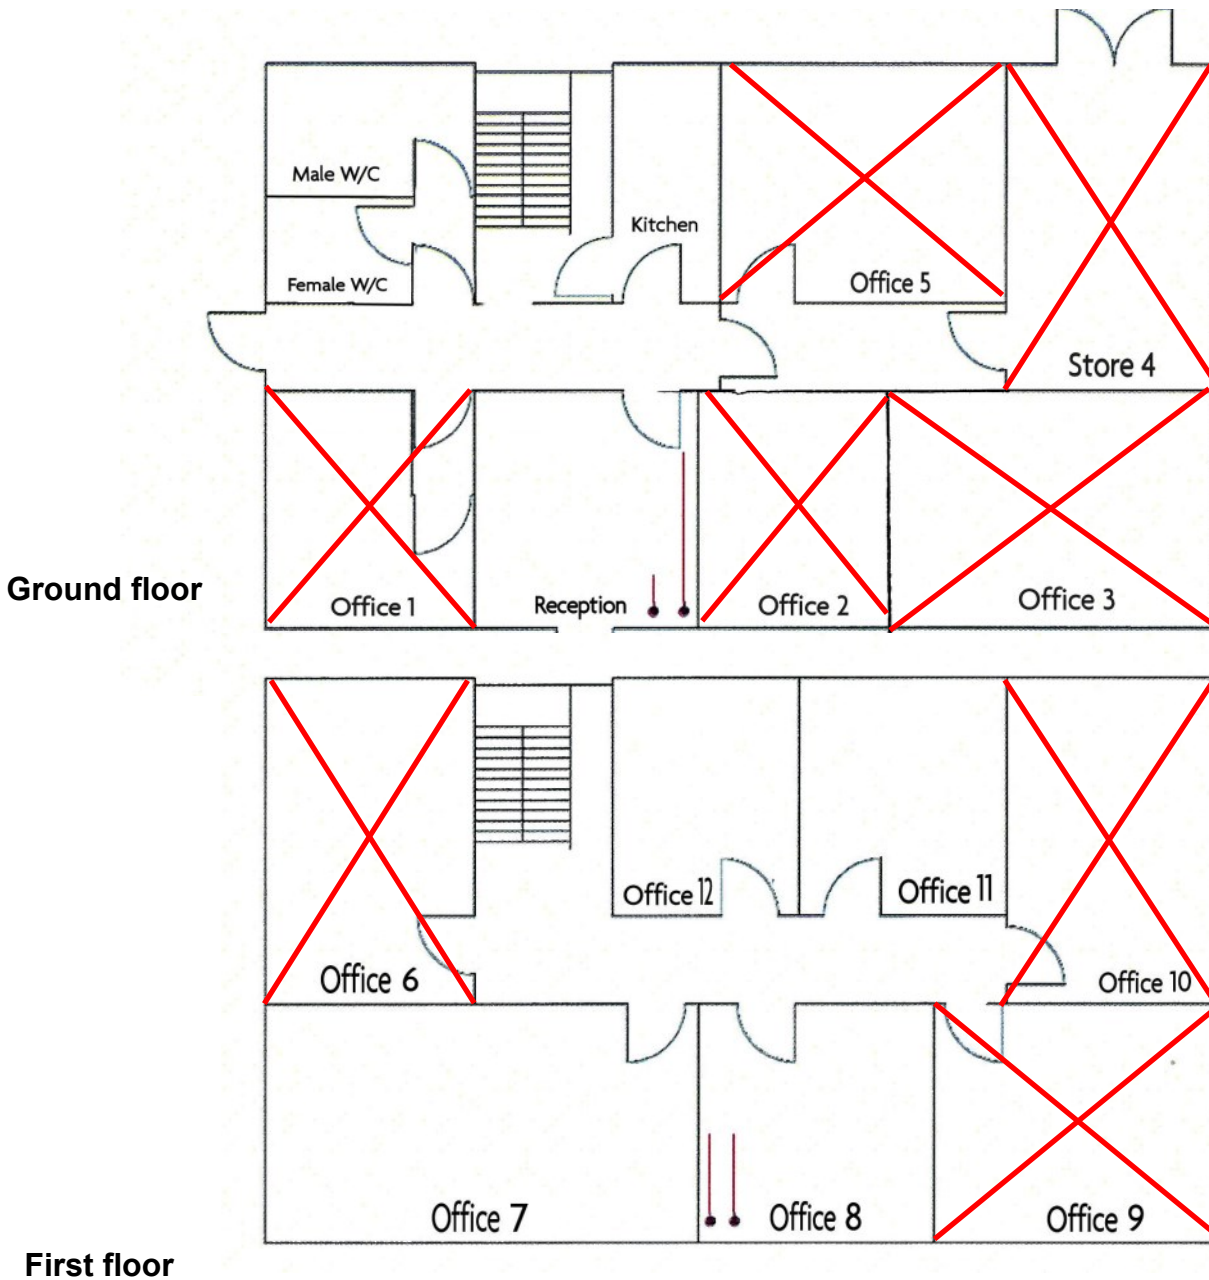 Male W/C
Kitchen
Female W/C
Office 5
Store 4
Ground floor
Office 1
Reception
Office 2
Office 3
Office 12
Office 11
Office 6
Office 10
Office 7
Office 8
Office 9
First floor